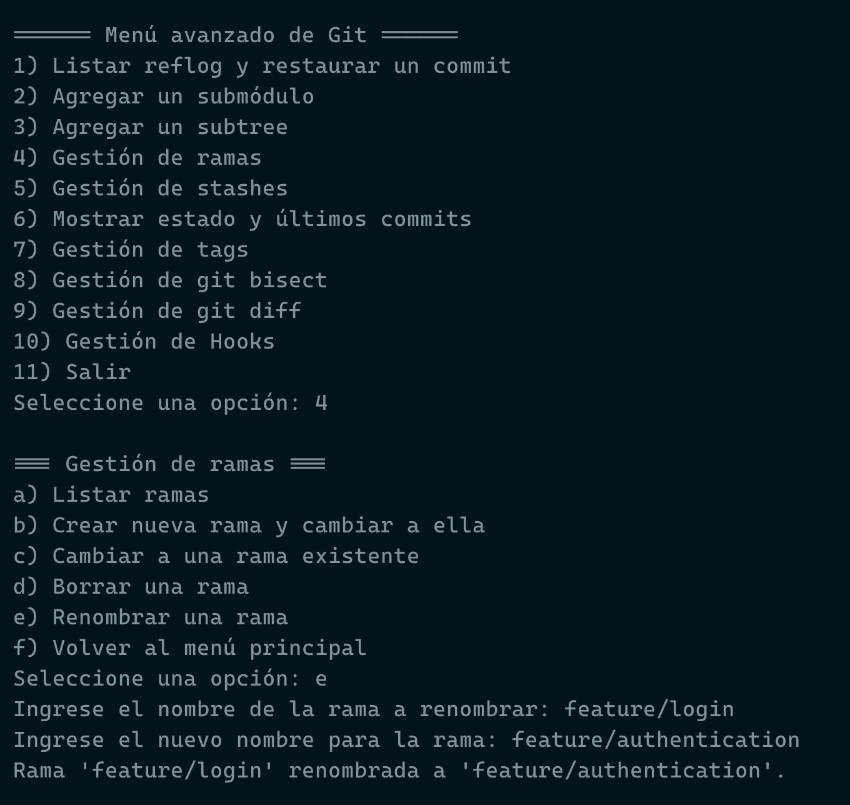 ====== Menú avanzado de Git ======
1) Listar reflog y restaurar un commit
2) Agregar un submódulo
3) Agregar un subtree
4) Gestión de ramas
5) Gestión de stashes
6) Mostrar estado y últimos commits
7) Gestión de tags
8) Gestión de git bisect
9) Gestión de git diff
10) Gestión de Hooks
11) Salir
Seleccione una opción: 4
=== Gestión de ramas ===
a) Listar ramas
b) Crear nueva rama y cambiar a ella
c) Cambiar a una rama existente
d) Borrar una rama
e) Renombrar una rama
f) Volver al menú principal
Seleccione una opción: e
Ingrese el nombre de la rama a renombrar: feature/login
Ingrese el nuevo nombre para la rama: feature/authentication
Rama 'feature/login' renombrada a 'feature/authentication'.